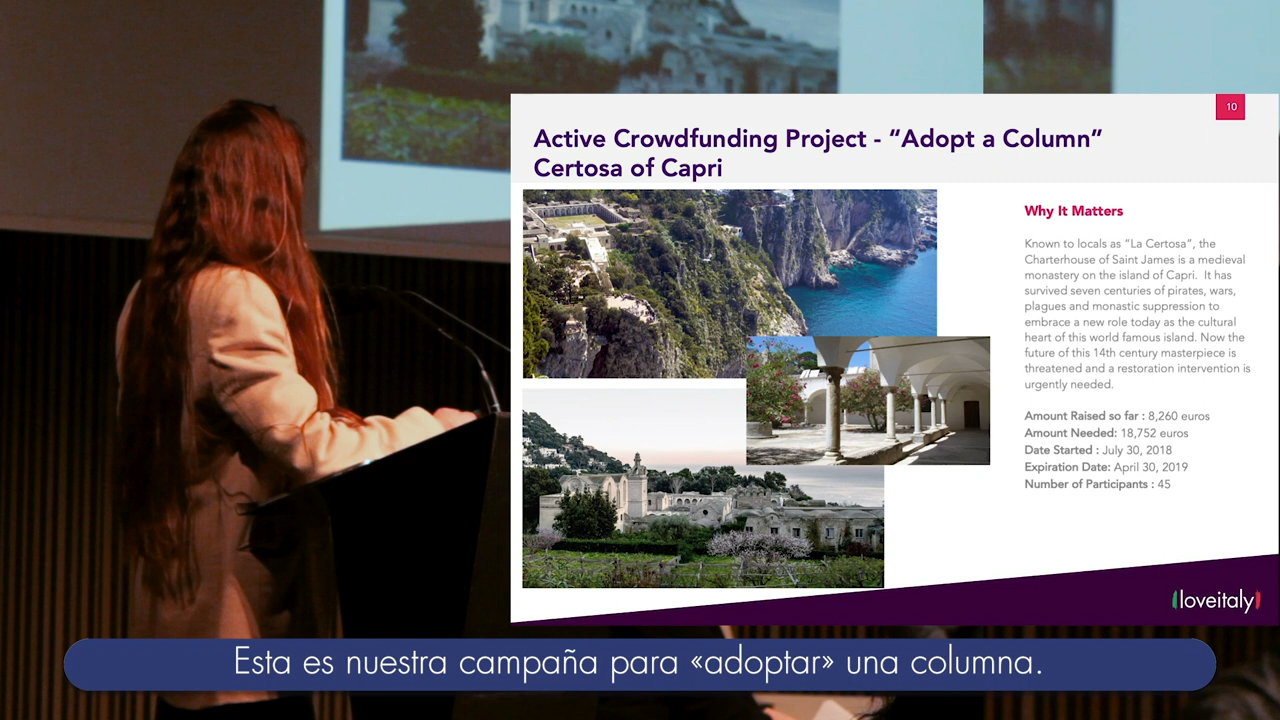 10
Active Crowdfunding Project - “Adopt a Column”
Certosa of Capri
Why It Matters
Known to locals as “La Certosa”, the
Charterhouse of Saint James is a medieval
monastery on the island of Capri. It has
survived seven centuries of pirates, wars,
plagues and monastic suppression to
embrace a new role today as the cultural
heart of this world famous island. Now the
future of this 14th century masterpiece is
threatened and a restoration intervention is
urgently needed.
Amount Raised so far : 8,260 euros
Amount Needed: 18,752 euros
Date Started : July 30, 2018
Expiration Date: April 30, 2019
Number of Participants : 45
loveitaly
Esta es nuestra campaña para «adoptar» una columna.